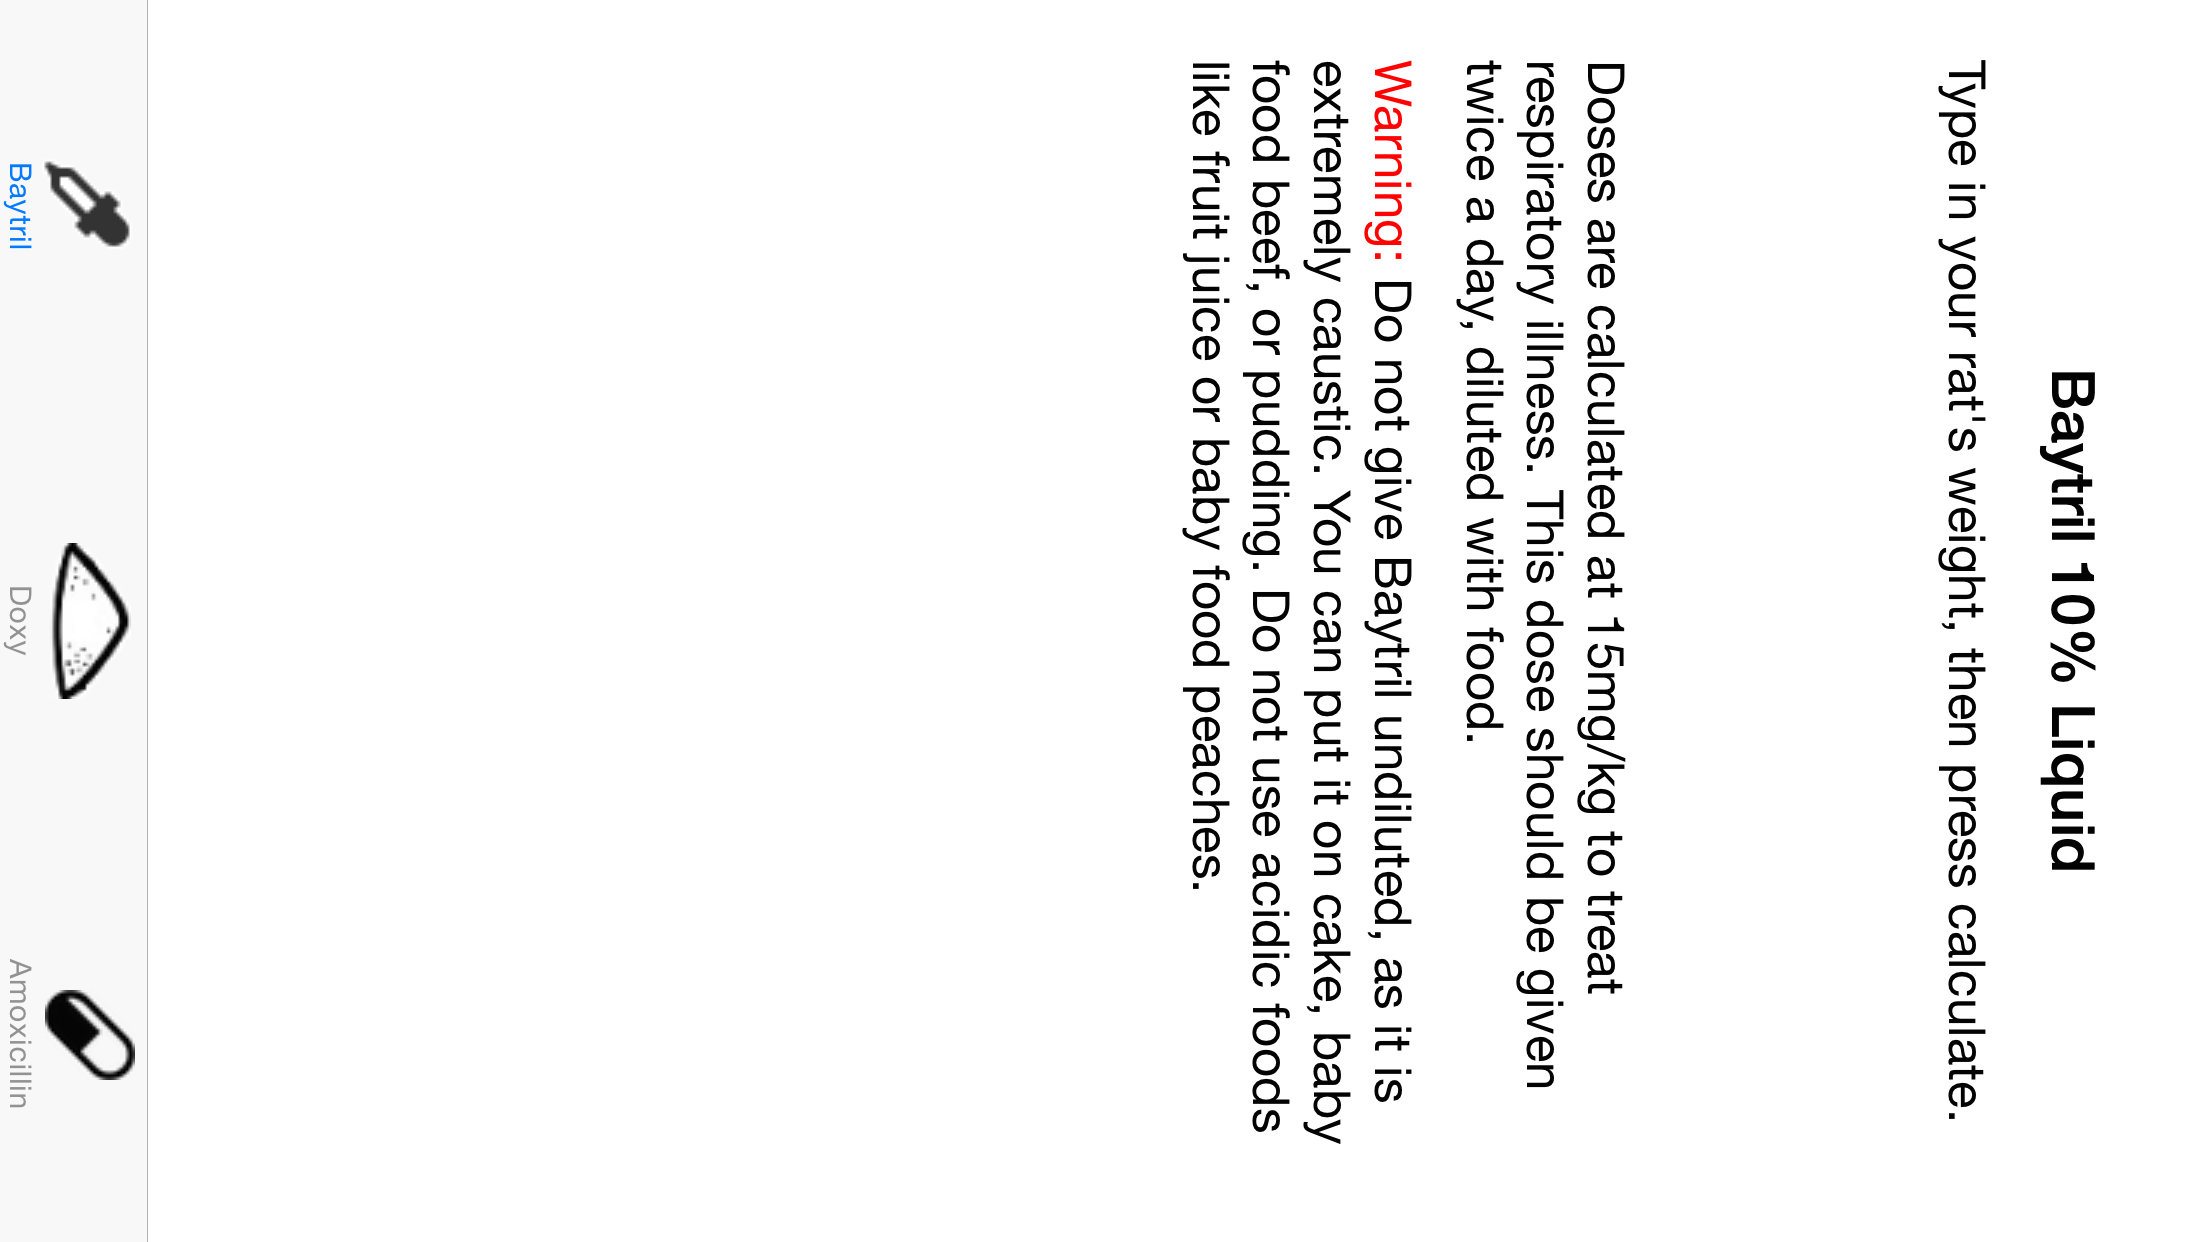 Baytril 10% Liquid
Type in your rat's weight, then press calculate.
Doses are calculated at 15mg/kg to treat
respiratory illness. This dose should be given
twice a day, diluted with food.
Warning: Do not give Baytril undiluted, as it is
extremely caustic. You can put it on cake, baby
food beef, or pudding. Do not use acidic foods
like fruit juice or baby food peaches.
Baytril
Doxy
Amoxicillin